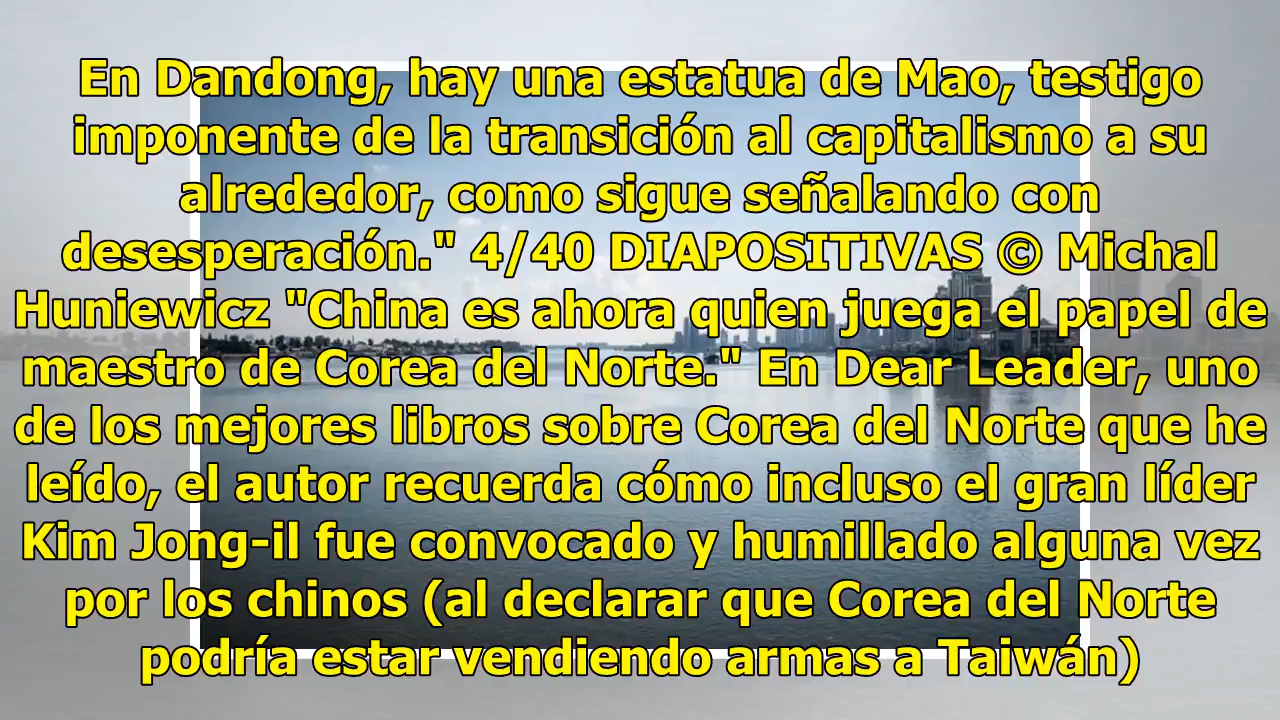 En Dandong, hay una estatua de Mao, testigo
imponente de la transición al capitalismo a su
alrededor, como sigue señalando con
desesperación." 4/40 DIAPOSITIVAS © Michal
Huniewicz "China es ahora quien juega el papel de
maestro de Corea del Norte." En Dear Leader, uno
de los mejores libros sobre Corea del Norte que he
leído, el autor recuerda cómo incluso el gran líder
Kim Jong-il fue convocado y humillado alguna vez
por los chinos (al declarar que Corea del Norte
podría estar vendiendo armas a Taiwán)